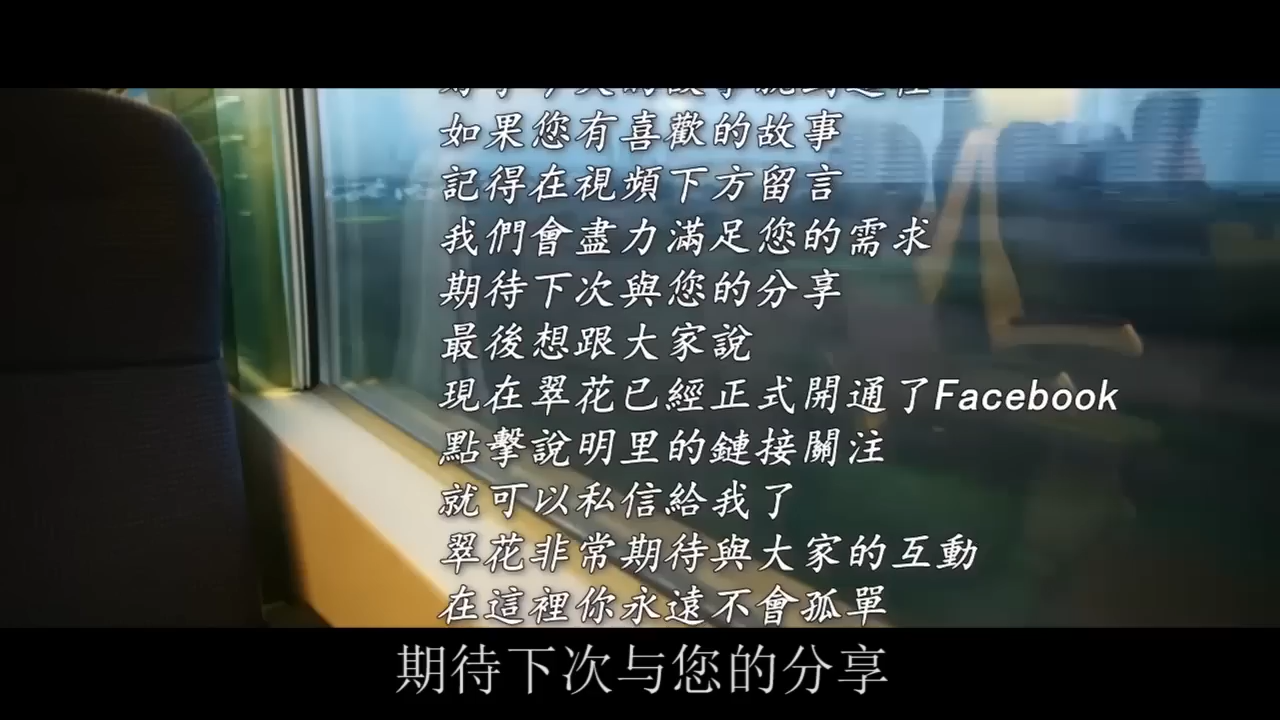 如果您有喜歡的故事
記得在視頻下方留言
我們會盡力滿足您的需求
期待下次與您的分享
最後想跟大家說
現在翠花已經正式開通了Facebook
點擊說明里的鏈接關注
就可以私信給我了
翠花非常期待與大家的互動
在這裡你永遠不會孤單
期待下次与您的分享